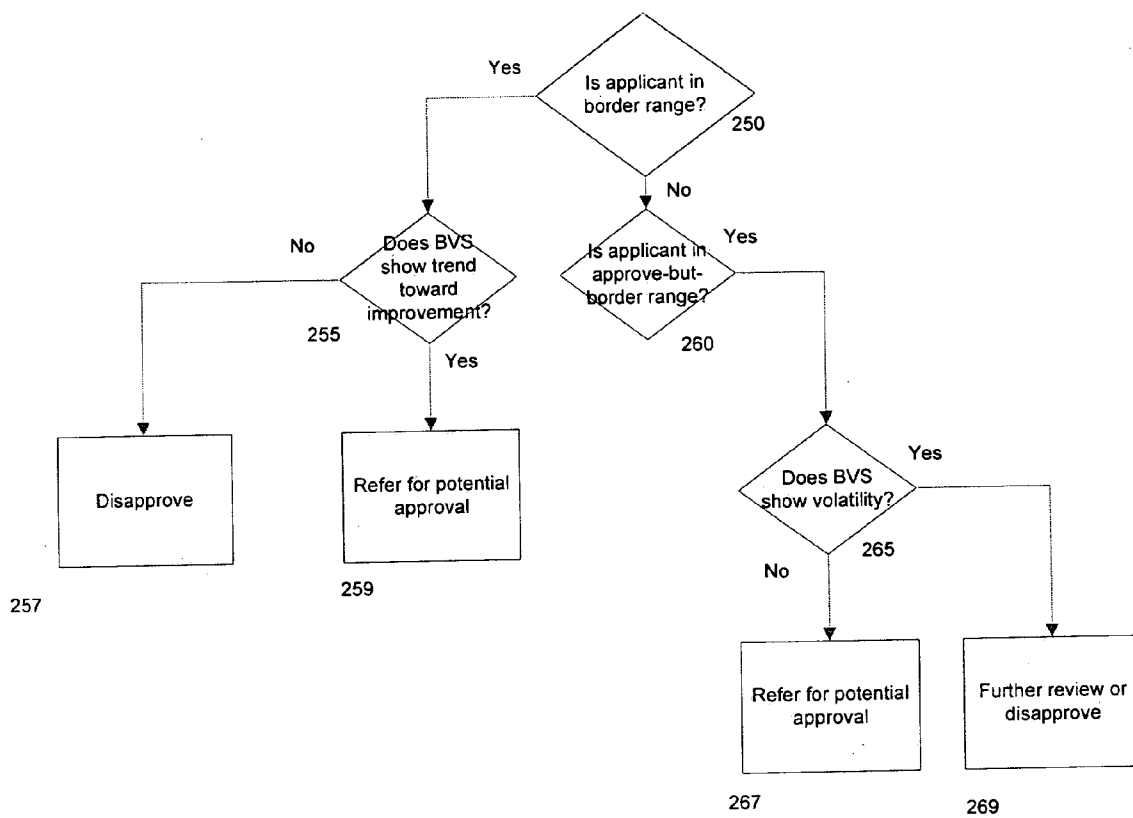 Yes
Is applicant in
border range?
250
No
Does BVS
show trend
toward
improvement?
255
No
Yes
Is applicant in
approve-but-
border range?
260
Yes
Disapprove
257
Refer for potential
approval
259
Does BVS
show volatility?
265
Yes
No
Refer for potential
approval
267
Further review or
disapprove
269